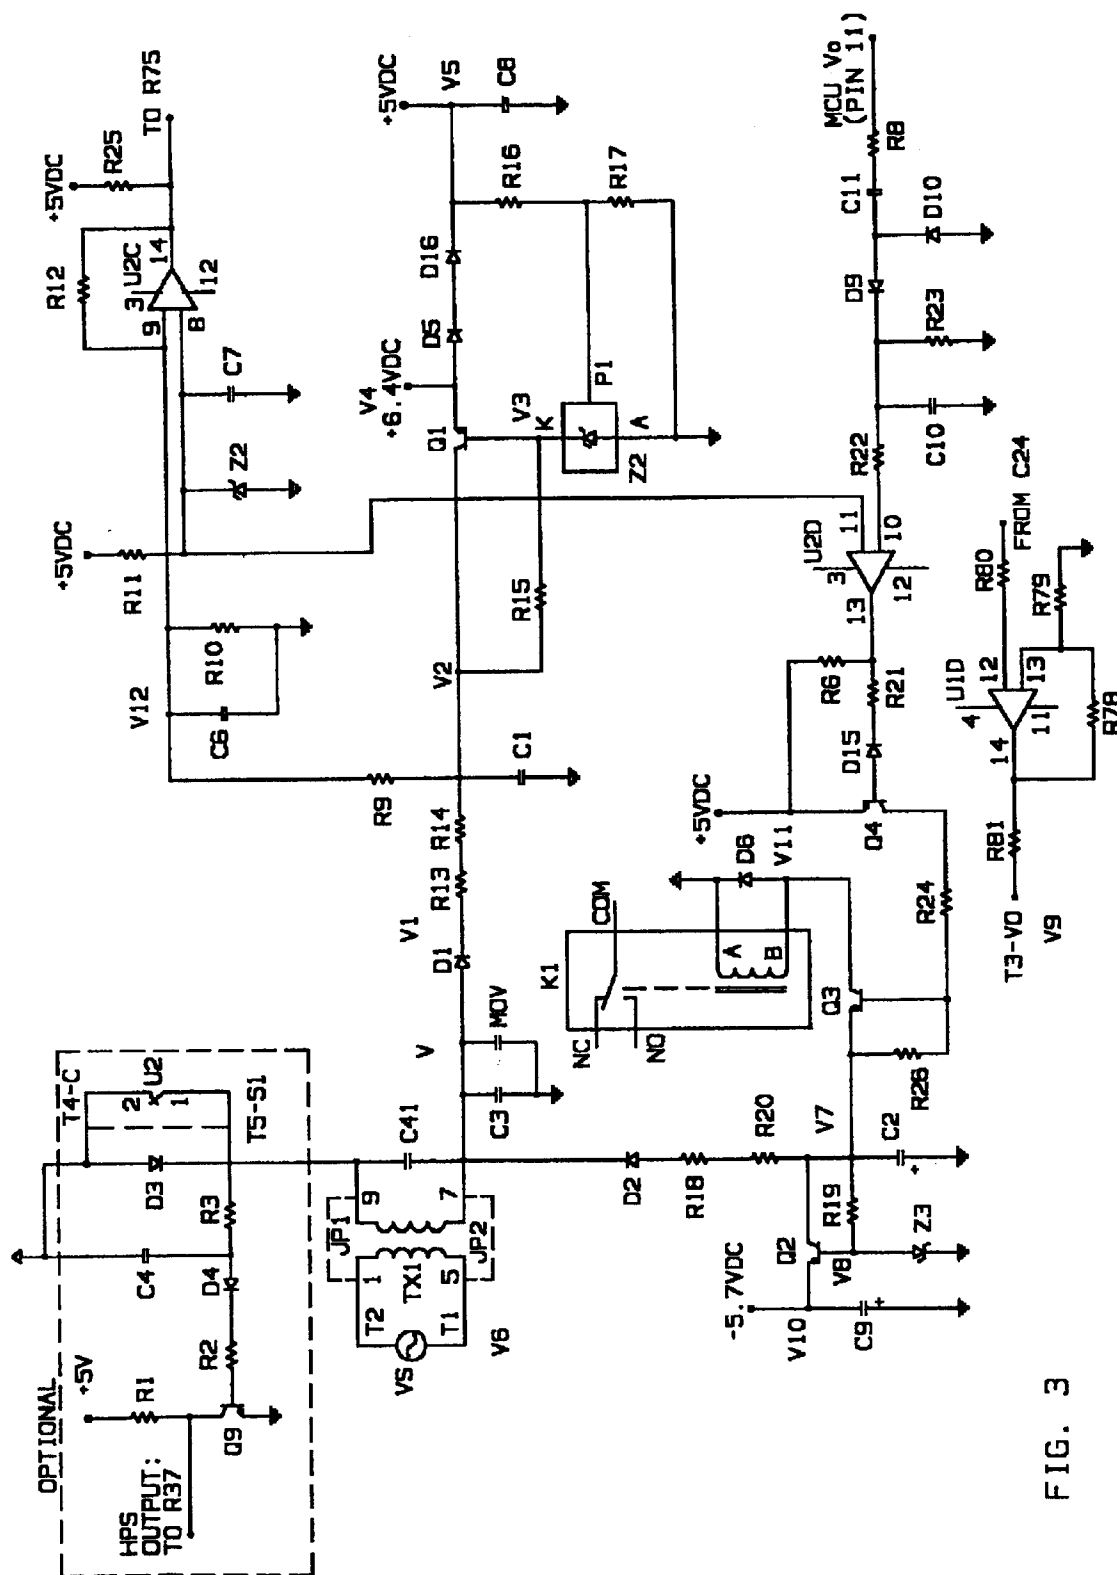 OPTIONAL
HPS
OUTPUT:
TO R37
+5V
R1
Q9
R2
D4
C4
R3
D3
T4-C
2
U2
1
T5-S1
VS
T2
T1
1
5
TX1
JP1
JP2
9
7
V6
C41
V
C3
MOV
D1
V1
R13
R14
R9
C1
V2
R15
V12
C6
R10
+5VDC
R11
Z2
C7
R12
3
U2C
9
8
14
12
+5VDC
R25
TO R75
Q1
V3
K
A
Z2
P1
V4
+6.4VDC
D5
D16
R16
R17
+5VDC
V5
C8
-5.7VDC
V10
C9
+
Q2
V8
Z3
R19
D2
R18
R20
V7
C2
+
R26
Q3
K1
NC
NO
COM
A
B
D6
V11
+5VDC
Q4
R24
D15
R21
R6
13
U2D
3
12
11
10
R22
C10
R23
D9
D10
C11
R8
MCU Vo
(PIN 11)
T3-VO
V9
R81
14
U1D
4
11
12
13
R78
R79
R80
FROM C24
FIG. 3